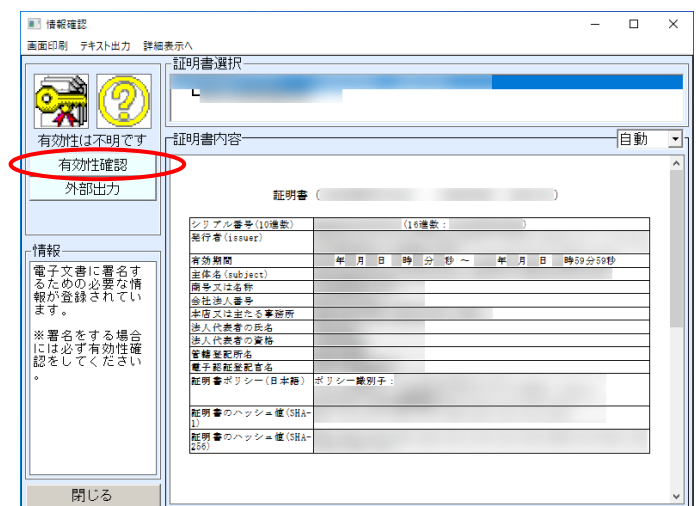 情報確認
画面印刷 テキスト出力 詳細表示へ
証明書選択
有効性は不明です
有効性確認
外部出力
情報
電子文書に署名す
るための必要な情
報が登録されてい
ます。
※署名をする場合
には必ず有効性確
認をしてください
。
閉じる
証明書内容
自動
証明書 ( )
シリアル番号(10進数) (16進数: )
発行者(issuer)
有効期間 年 月 日 時 分 秒 ~ 年 月 日 時59分59秒
主体名(subject)
商号又は名称
会社法人番号
本店又は主たる事務所
法人代表者の氏名
法人代表者の資格
管轄登記所名
電子認証登記官名
証明書ポリシー(日本語) ポリシー識別子:
証明書のハッシュ値(SHA-
1)
証明書のハッシュ値(SHA-
256)